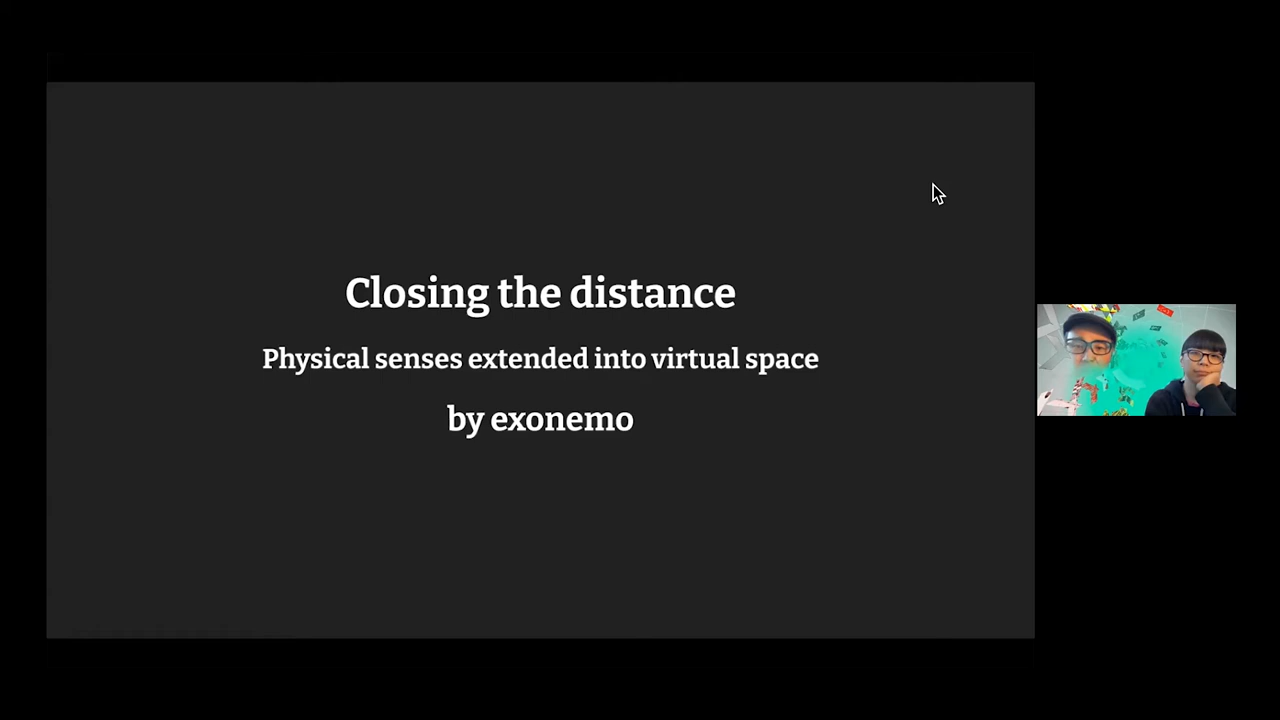 Closing the distance
Physical senses extended into virtual space
by exonemo